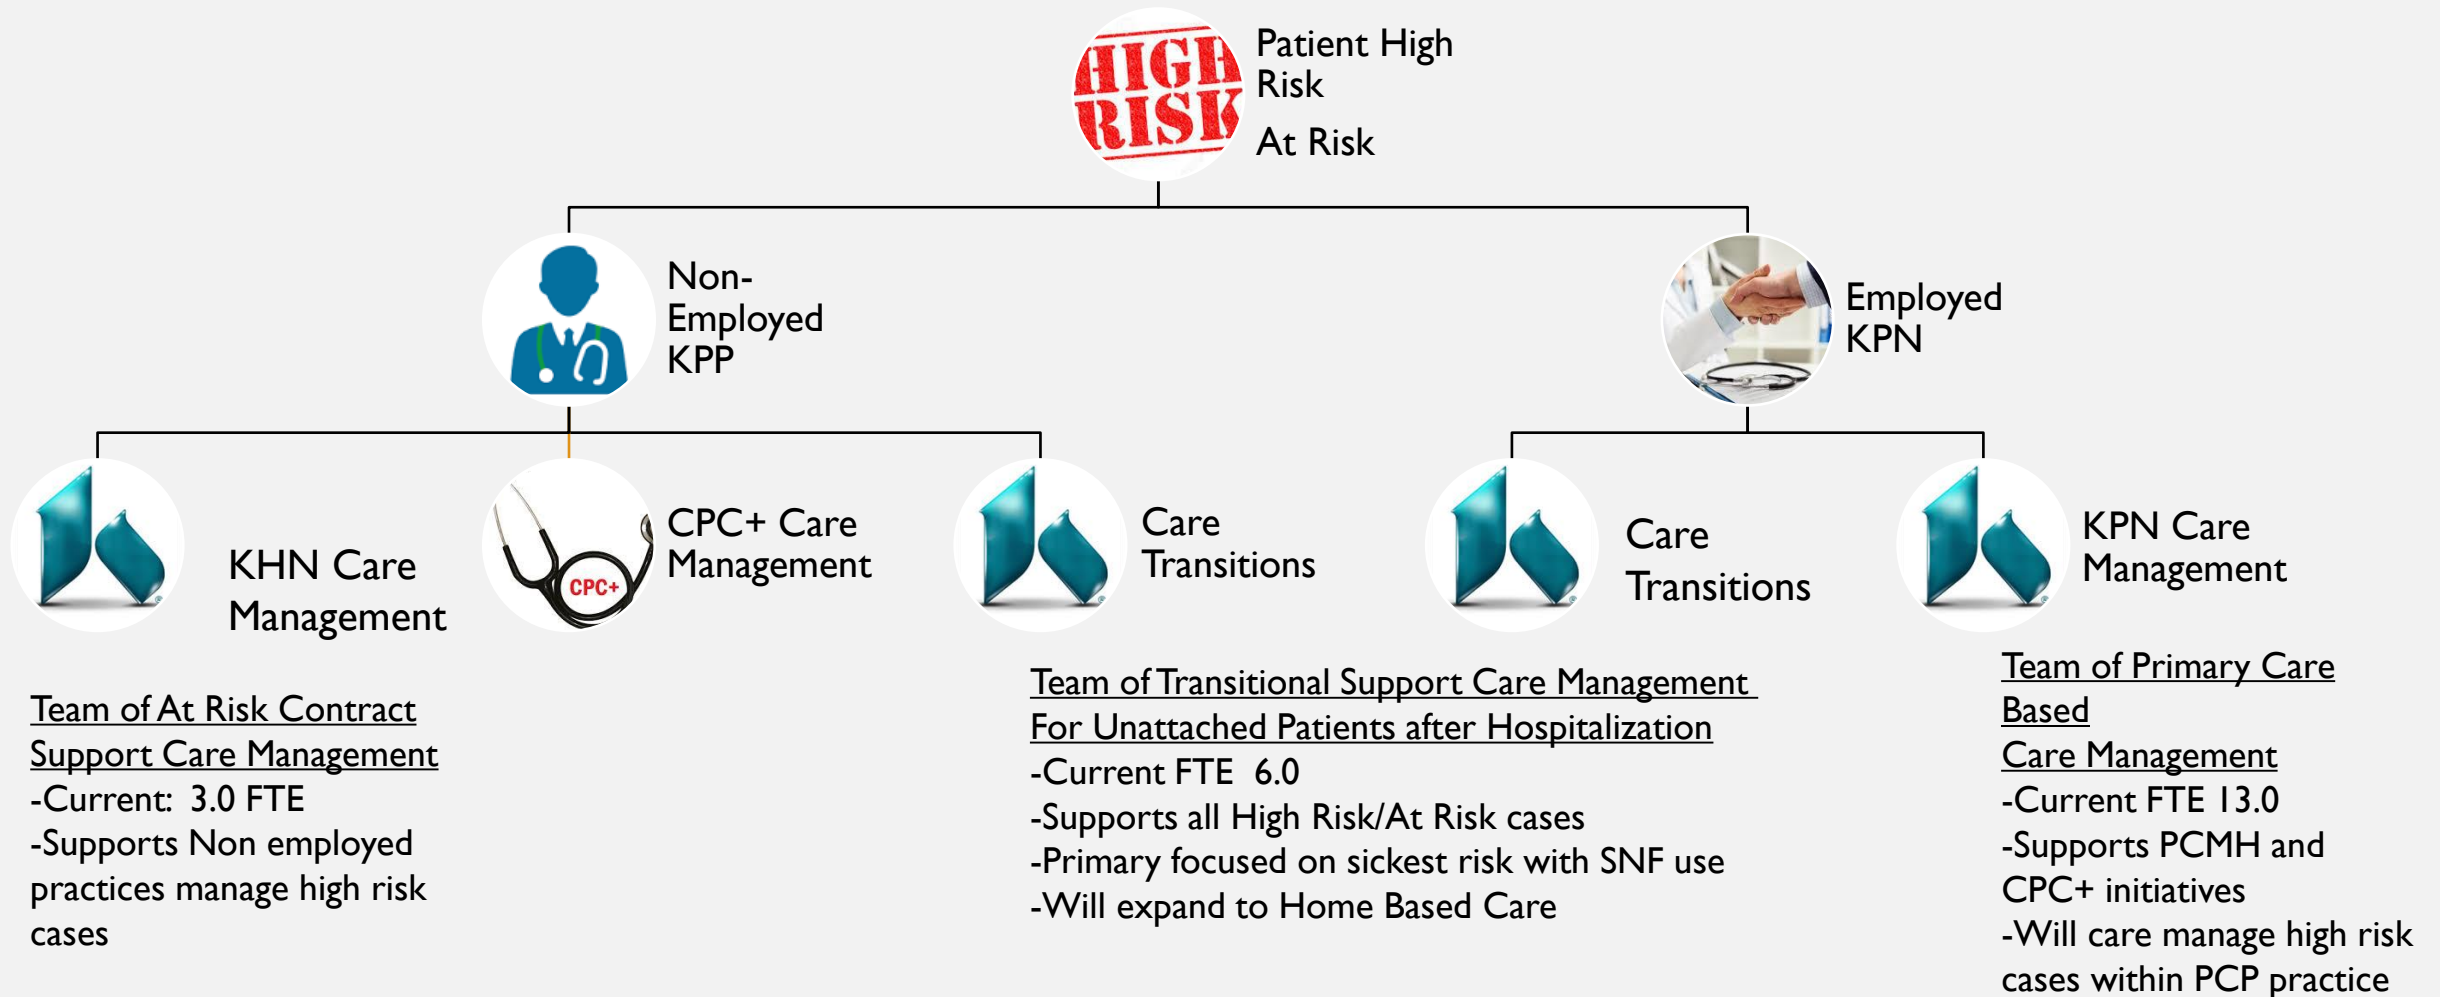 HIGH
RISK
Patient High
Risk
At Risk
Non-
Employed
KPP
Employed
KPN
KHN Care
Management
CPC+
CPC+ Care
Management
Care
Transitions
Care
Transitions
KPN Care
Management
Team of At Risk Contract
Support Care Management
-Current: 3.0 FTE
-Supports Non employed
practices manage high risk
cases
Team of Transitional Support Care Management
For Unattached Patients after Hospitalization
-Current FTE 6.0
-Supports all High Risk/At Risk cases
-Primary focused on sickest risk with SNF use
-Will expand to Home Based Care
Team of Primary Care
Based
Care Management
-Current FTE 13.0
-Supports PCMH and
CPC+ initiatives
-Will care manage high risk
cases within PCP practice